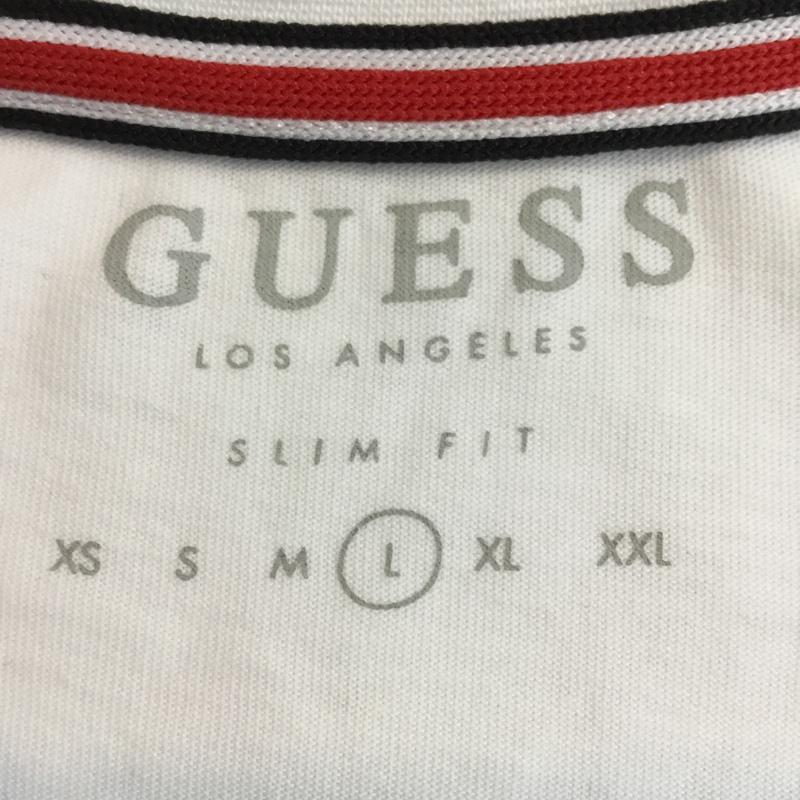 GUESS
LOS ANGELES
SLIM FIT
XS S M L XL XXL